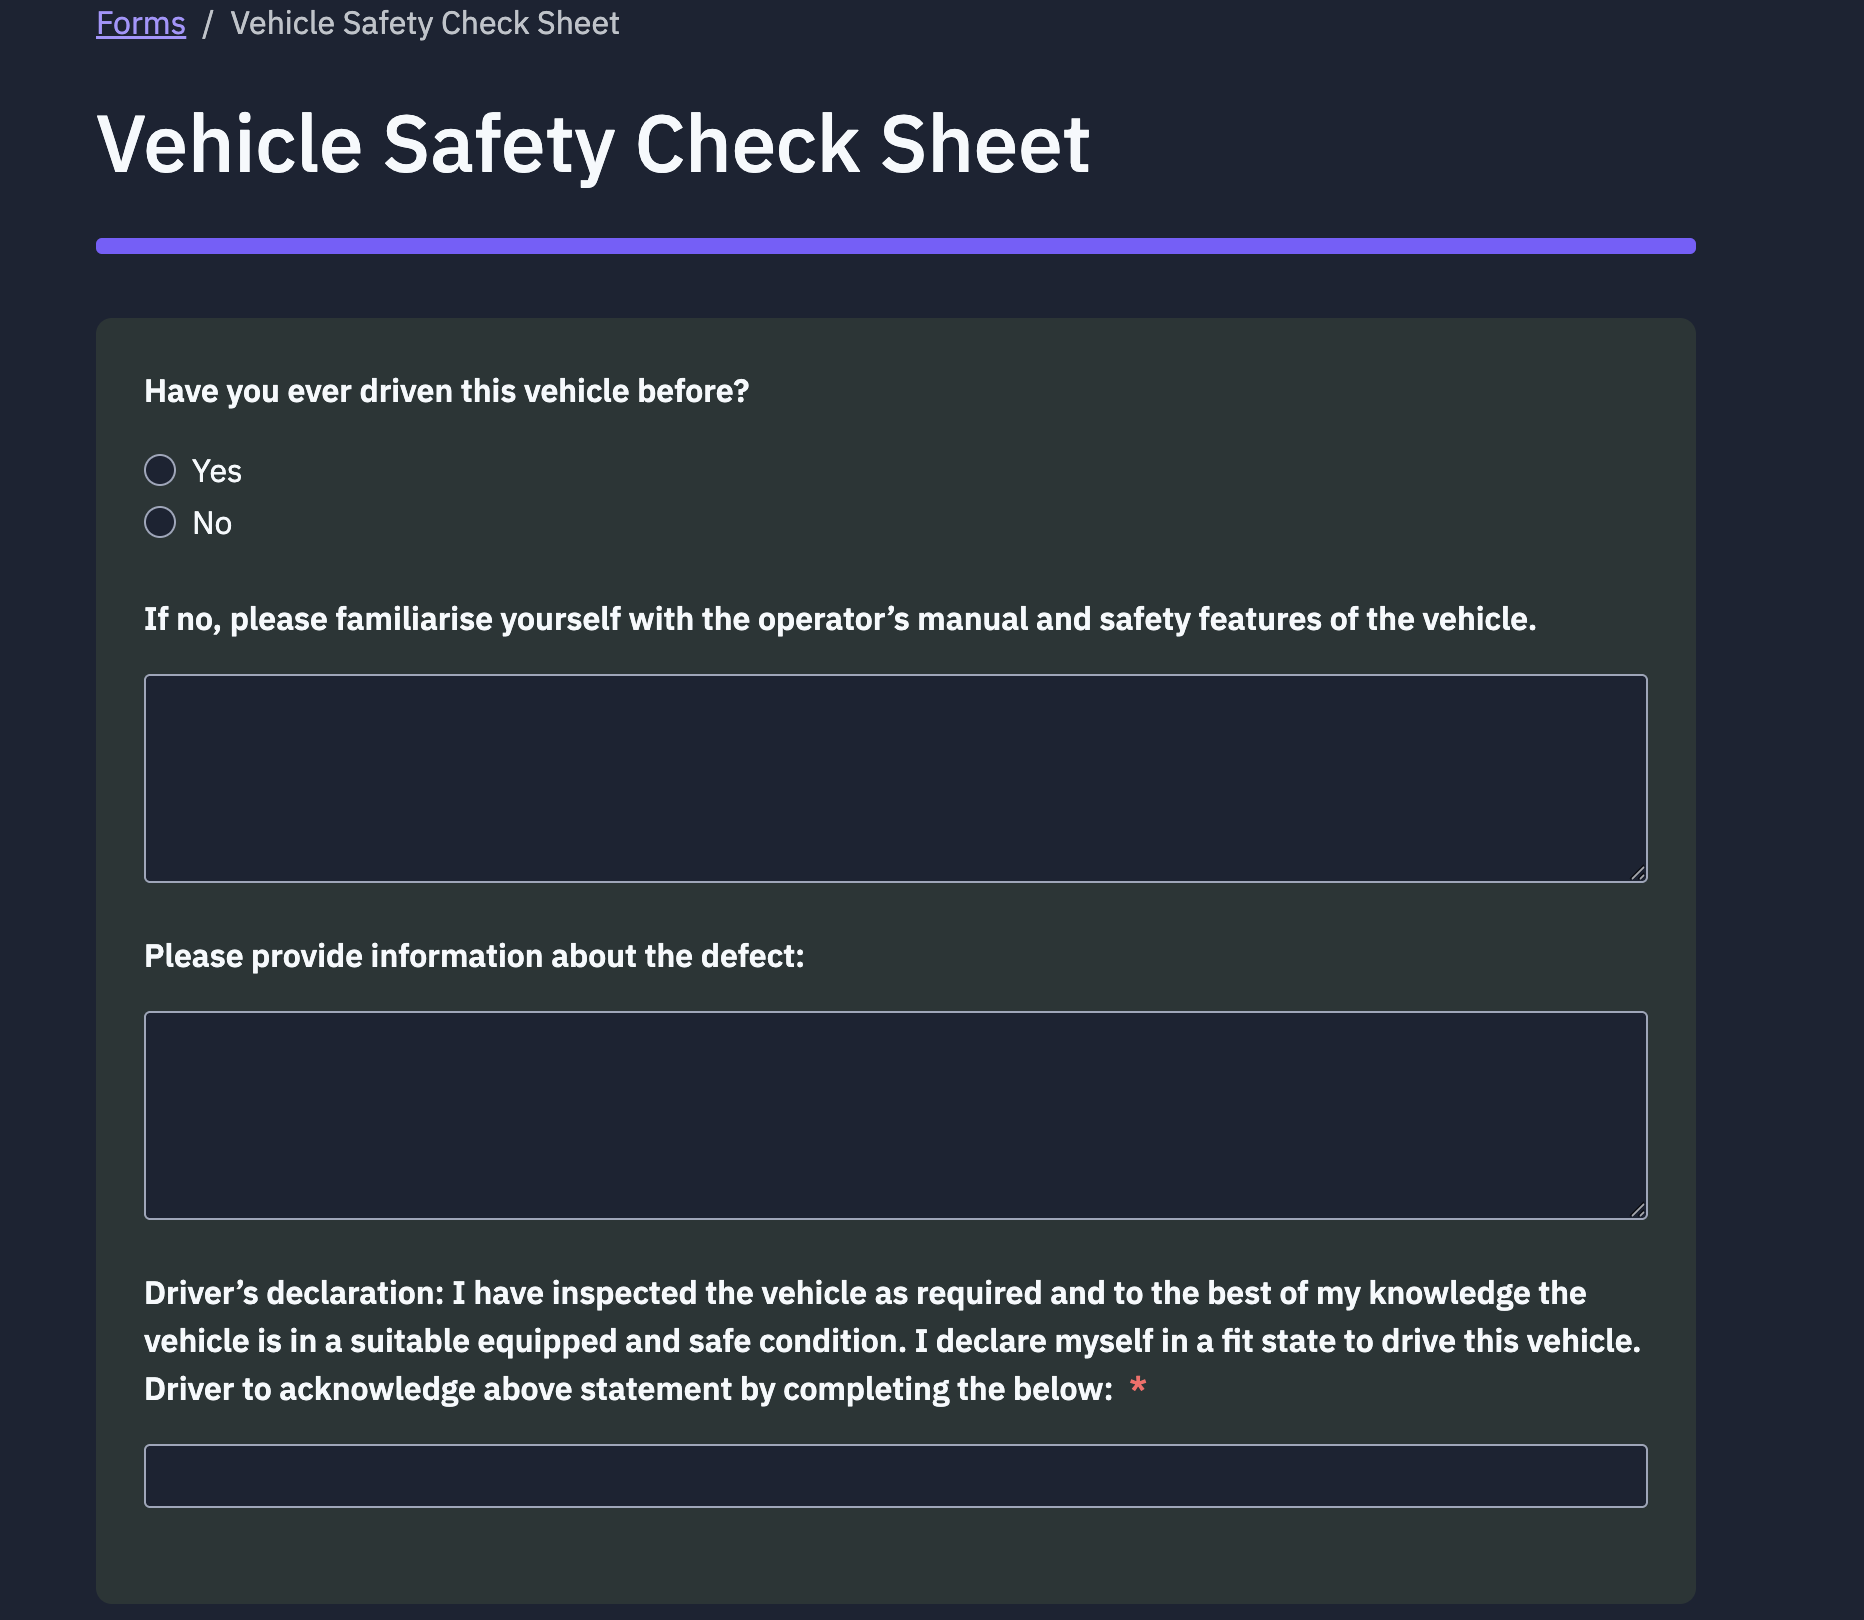 Forms / Vehicle Safety Check Sheet
Vehicle Safety Check Sheet
Have you ever driven this vehicle before?
Yes
No
If no, please familiarise yourself with the operator’s manual and safety features of the vehicle.
Please provide information about the defect:
Driver’s declaration: I have inspected the vehicle as required and to the best of my knowledge the
vehicle is in a suitable equipped and safe condition. I declare myself in a fit state to drive this vehicle.
Driver to acknowledge above statement by completing the below: *